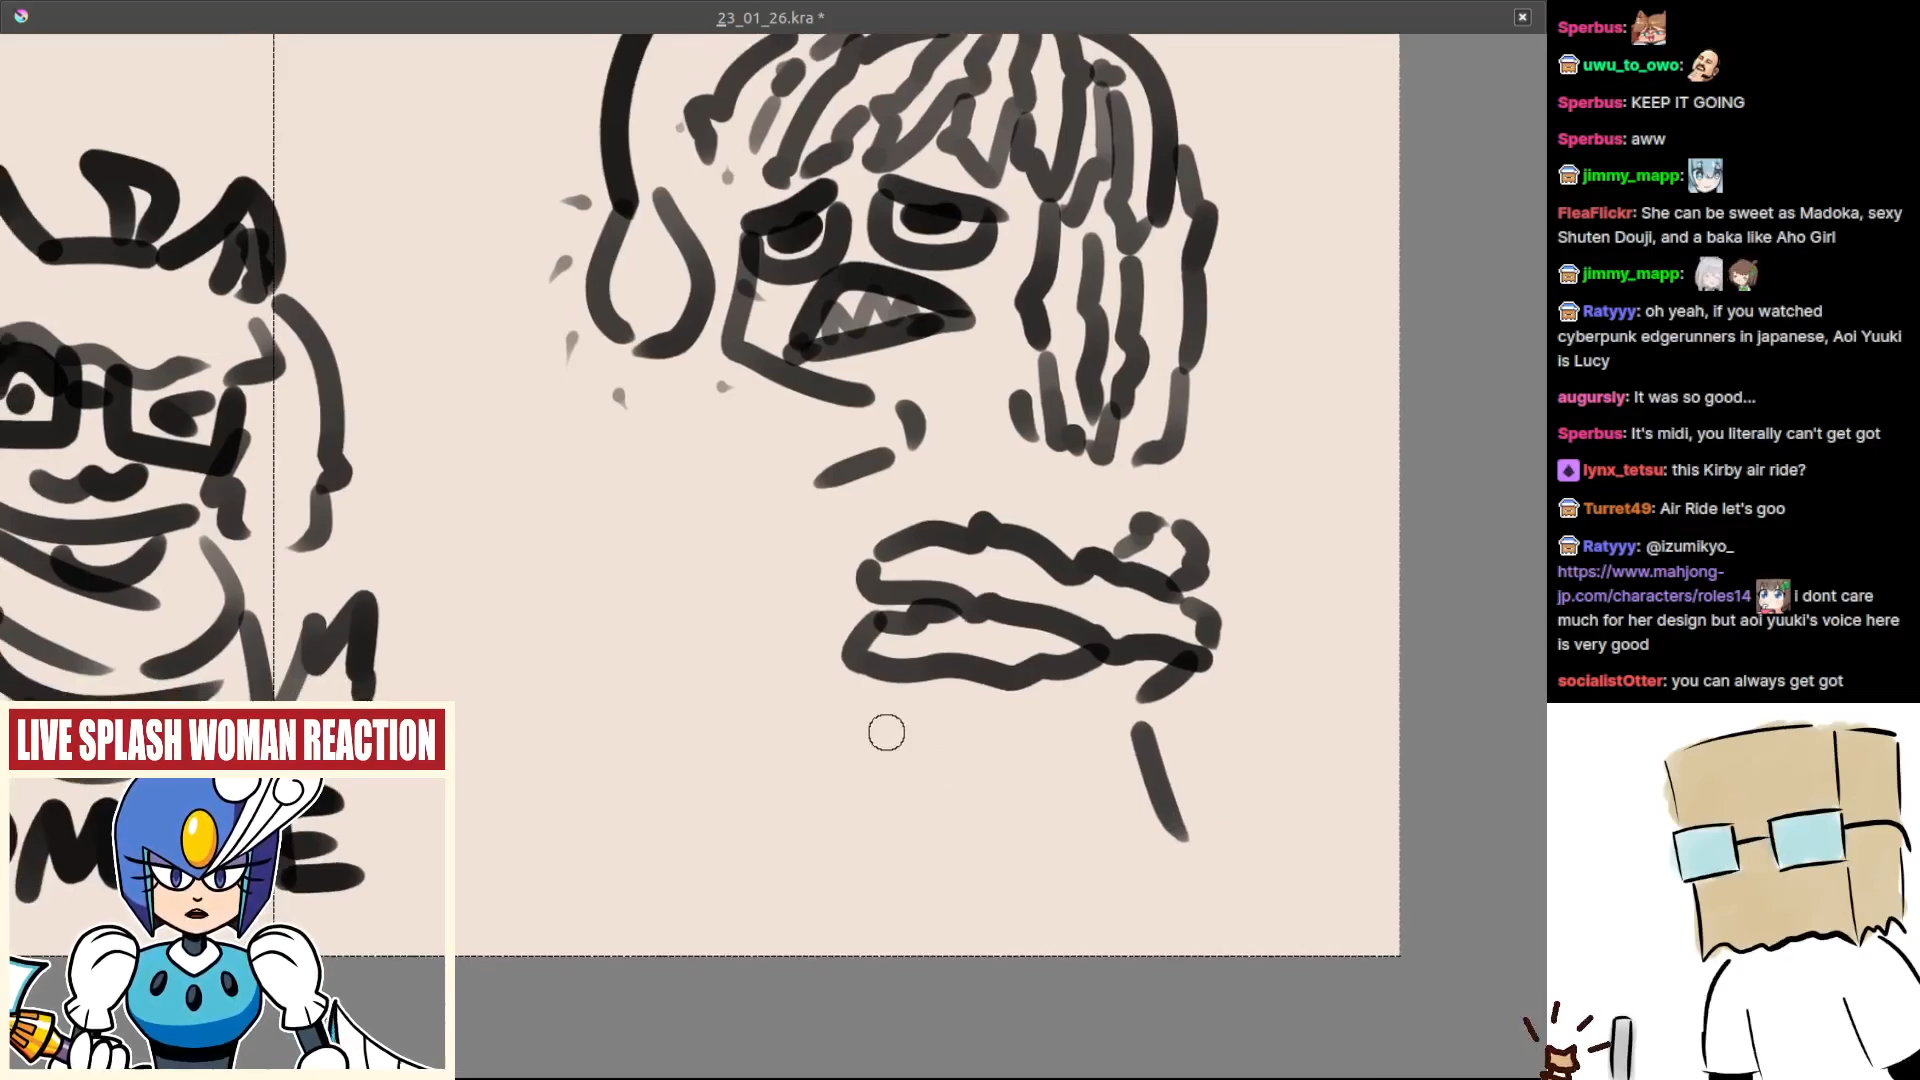 23_01_26.kra *
Sperbus:
uwu_to_owo:
Sperbus: KEEP IT GOING
Sperbus: aww
jimmy_mapp:
FleaFlickr: She can be sweet as Madoka, sexy
Shuten Douji, and a baka like Aho Girl
jimmy_mapp:
Ratyyy: oh yeah, if you watched
cyberpunk edgerunners in japanese, Aoi Yuuki
is Lucy
augursly: It was so good...
Sperbus: It's midi, you literally can't get got
lynx_tetsu: this Kirby air ride?
Turret49: Air Ride let's goo
Ratyyy: @izumikyo_
https://www.mahjong-
jp.com/characters/roles14 i dont care
much for her design but aoi yuuki's voice here
is very good
socialistOtter: you can always get got
LIVE SPLASH WOMAN REACTION